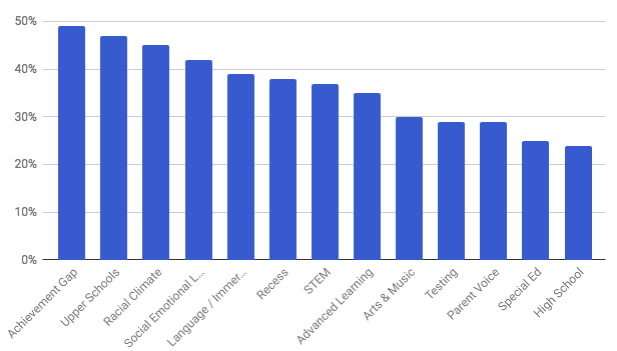 50%
40%
30%
20%
10%
0%
Achievement Gap
Upper Schools
Racial Climate
Social Emotional L...
Language / Immer...
Recess
STEM
Advanced Learning
Arts & Music
Testing
Parent Voice
Special Ed
High School